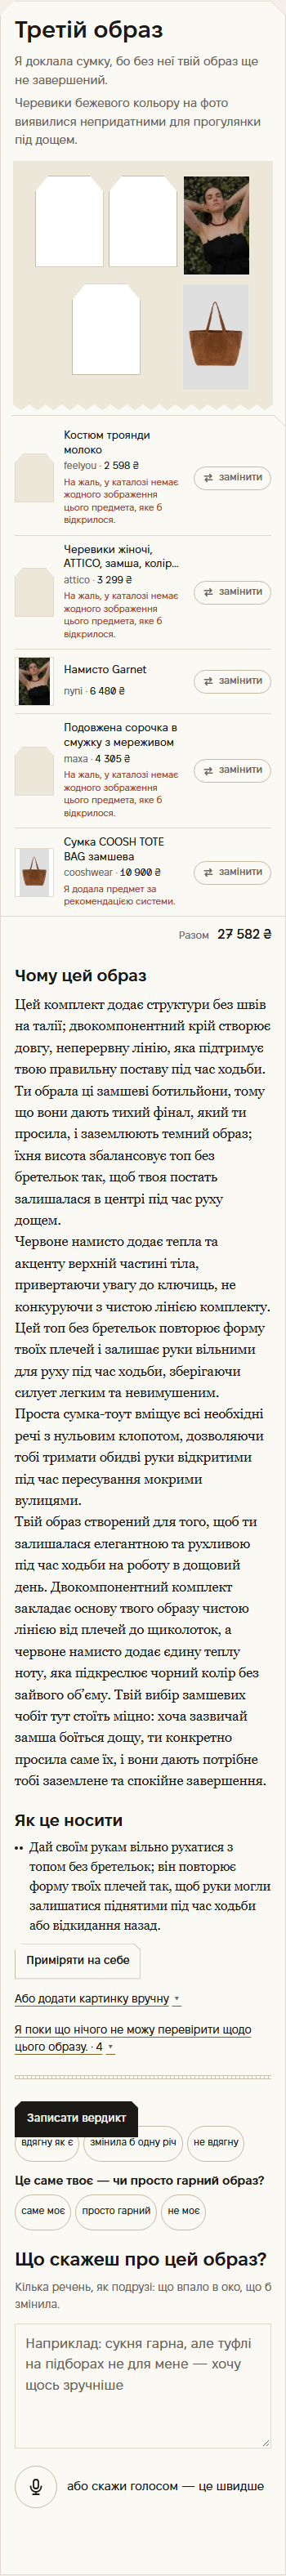 Третій образ
Я доклала сумку, бо без неї твій образ ще
не завершений.
Черевики бежевого кольору на фото
виявилися непридатними для прогулянки
під дощем.
Костюм троянди
молоко
feelyou · 2 598 ₴
На жаль, у каталозі немає
жодного зображення
цього предмета, яке б
відкрилося.
замінити
Черевики жіночі,
ATTICO, замша, колір…
attico · 3 299 ₴
На жаль, у каталозі немає
жодного зображення
цього предмета, яке б
відкрилося.
замінити
Намисто Garnet
nyni · 6 480 ₴
замінити
Подовжена сорочка в
смужку з мереживом
maxa · 4 305 ₴
На жаль, у каталозі немає
жодного зображення
цього предмета, яке б
відкрилося.
замінити
Сумка COOSH TOTE
BAG замшева
cooshwear · 10 900 ₴
Я додала предмет за
рекомендацією системи.
замінити
Разом 27 582 ₴
Чому цей образ
Цей комплект додає структури без швів
на талії; двокомпонентний крій створює
довгу, неперервну лінію, яка підтримує
твою правильну поставу під час ходьби.
Ти обрала ці замшеві ботильйони, тому
що вони дають тихий фінал, який ти
просила, і заземлюють темний образ;
їхня висота збалансовує топ без
бретельок так, щоб твоя постать
залишалася в центрі під час руху
дощем.
Червоне намисто додає тепла та
акценту верхній частині тіла,
привертаючи увагу до ключиць, не
конкуруючи з чистою лінією комплекту.
Цей топ без бретельок повторює форму
твоїх плечей і залишає руки вільними
для руху під час ходьби, зберігаючи
силует легким та невимушеним.
Проста сумка-тоут вміщує всі необхідні
речі з нульовим клопотом, дозволяючи
тобі тримати обидві руки відкритими
під час пересування мокрими
вулицями.
Твій образ створений для того, щоб ти
залишалася елегантною та рухливою
під час ходьби на роботу в дощовий
день. Двокомпонентний комплект
закладає основу твого образу чистою
лінією від плечей до щиколоток, а
червоне намисто додає єдину теплу
ноту, яка підкреслює чорний колір без
зайвого об’єму. Твій вибір замшевих
чобіт тут стоїть міцно: хоча зазвичай
замша боїться дощу, ти конкретно
просила саме їх, і вони дають потрібне
тобі заземлене та спокійне завершення.
Як це носити
Дай своїм рукам вільно рухатися з
топом без бретельок; він повторює
форму твоїх плечей так, щоб руки могли
залишатися піднятими під час ходьби
або відкидання назад.
Приміряти на себе
Або додати картинку вручну
Я поки що нічого не можу перевірити щодо
цього образу. · 4
Записати вердикт
вдягну як є
змінила б одну річ
не вдягну
Це саме твоє — чи просто гарний образ?
саме моє
просто гарний
не моє
Що скажеш про цей образ?
Кілька речень, як подрузі: що впало в око, що б
змінила.
Наприклад: сукня гарна, але туфлі
на підборах не для мене — хочу
щось зручніше
або скажи голосом — це швидше